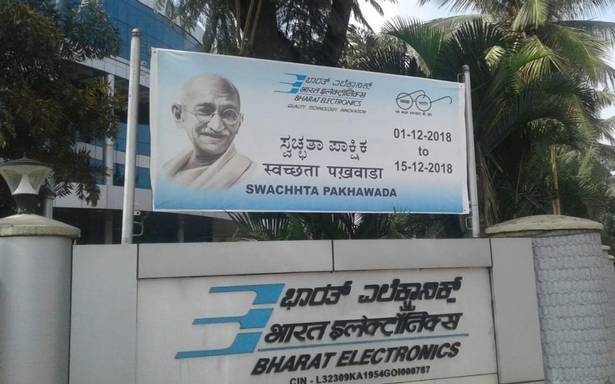 ಭಾರತ್ ಎಲೆಕ್ಟ್ರಾನಿಕ್ಸ್
भारत इलेक्ट्रॉनिक्स
BHARAT ELECTRONICS
QUALITY TECHNOLOGY INNOVATION
ಸ್ವಚ್ಛತಾ ಪಾಕ್ಷಿಕ
स्वच्छता पखवाडा
SWACHHTA PAKHAWADA
01-12-2018
to
15-12-2018
ಭಾರತ್ ಎಲೆಕ್ಟ್ರಾನಿಕ್ಸ್
भारत इलेक्ट्रॉनिक्स
BHARAT ELECTRONICS
CIN - L32309KA1954GOI000787